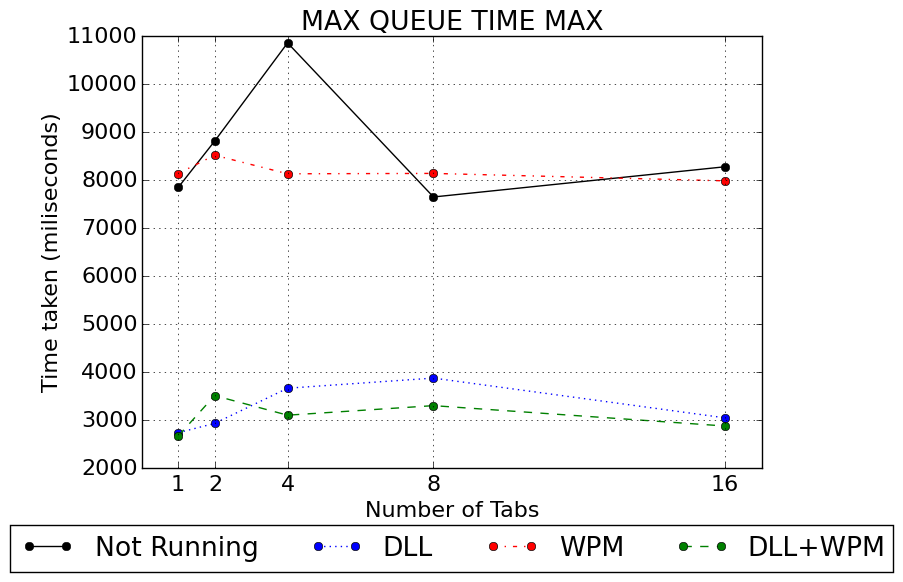 MAX QUEUE TIME MAX
11000
10000
9000
8000
7000
6000
5000
4000
3000
2000
Time taken (miliseconds)
1 2 4 8 16
Number of Tabs
Not Running DLL WPM DLL+WPM